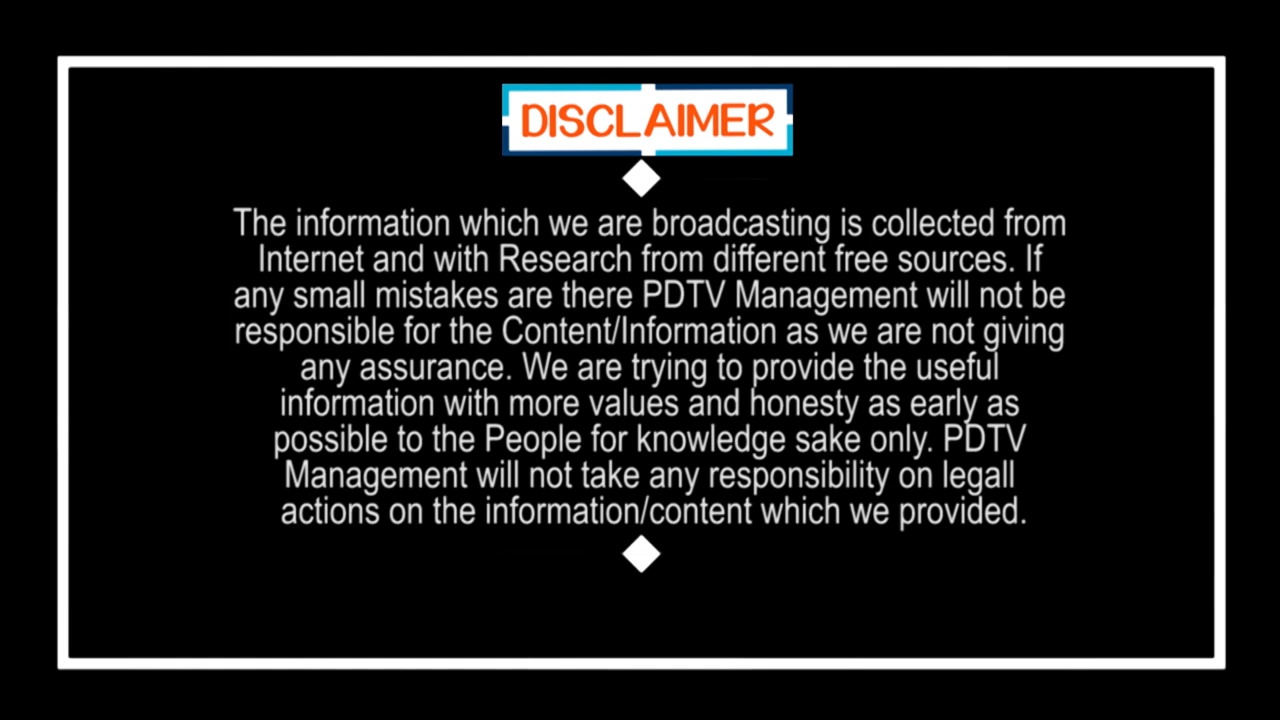 DISCLAIMER
The information which we are broadcasting is collected from
Internet and with Research from different free sources. If
any small mistakes are there PDTV Management will not be
responsible for the Content/Information as we are not giving
any assurance. We are trying to provide the useful
information with more values and honesty as early as
possible to the People for knowledge sake only. PDTV
Management will not take any responsibility on legall
actions on the information/content which we provided.